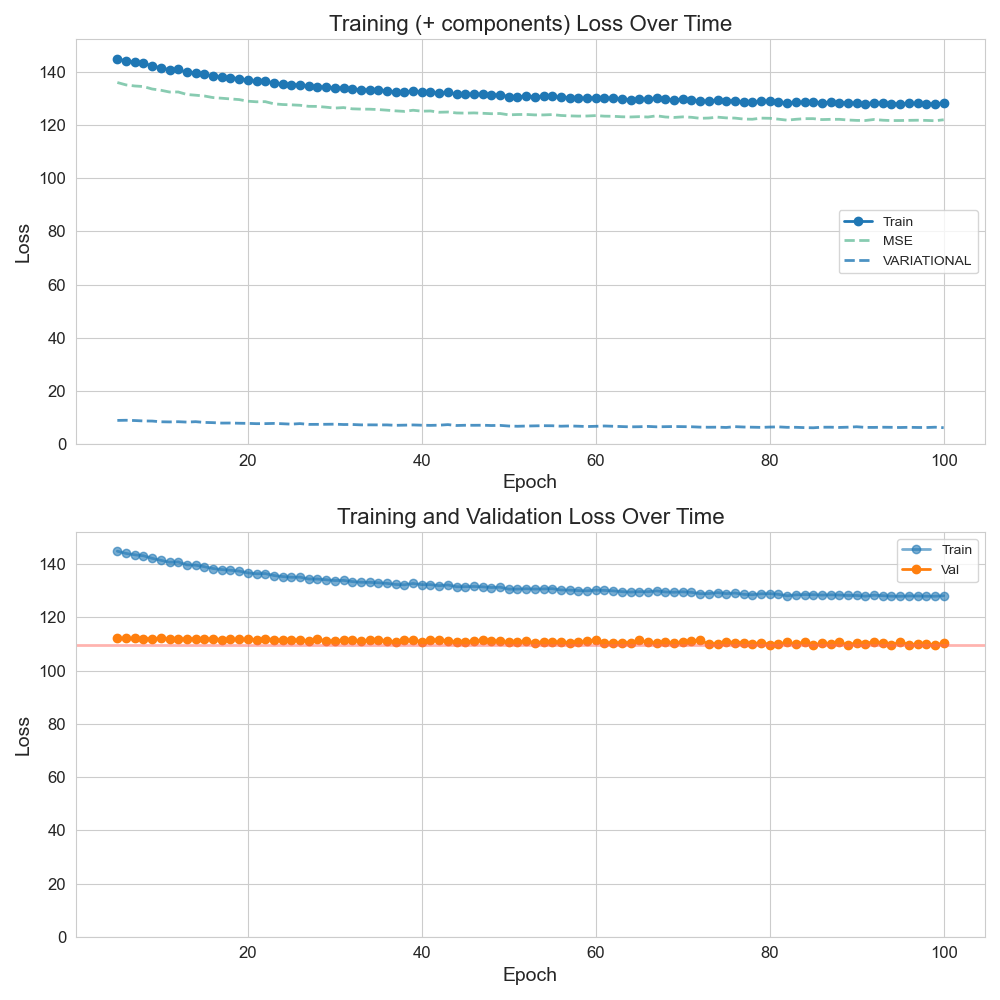 Training (+ components) Loss Over Time
140
120
100
80
60
40
20
0
Loss
Train
MSE
VARIATIONAL
20 40 60 80 100
Epoch
Training and Validation Loss Over Time
140
120
100
80
60
40
20
0
Loss
Train
Val
20 40 60 80 100
Epoch